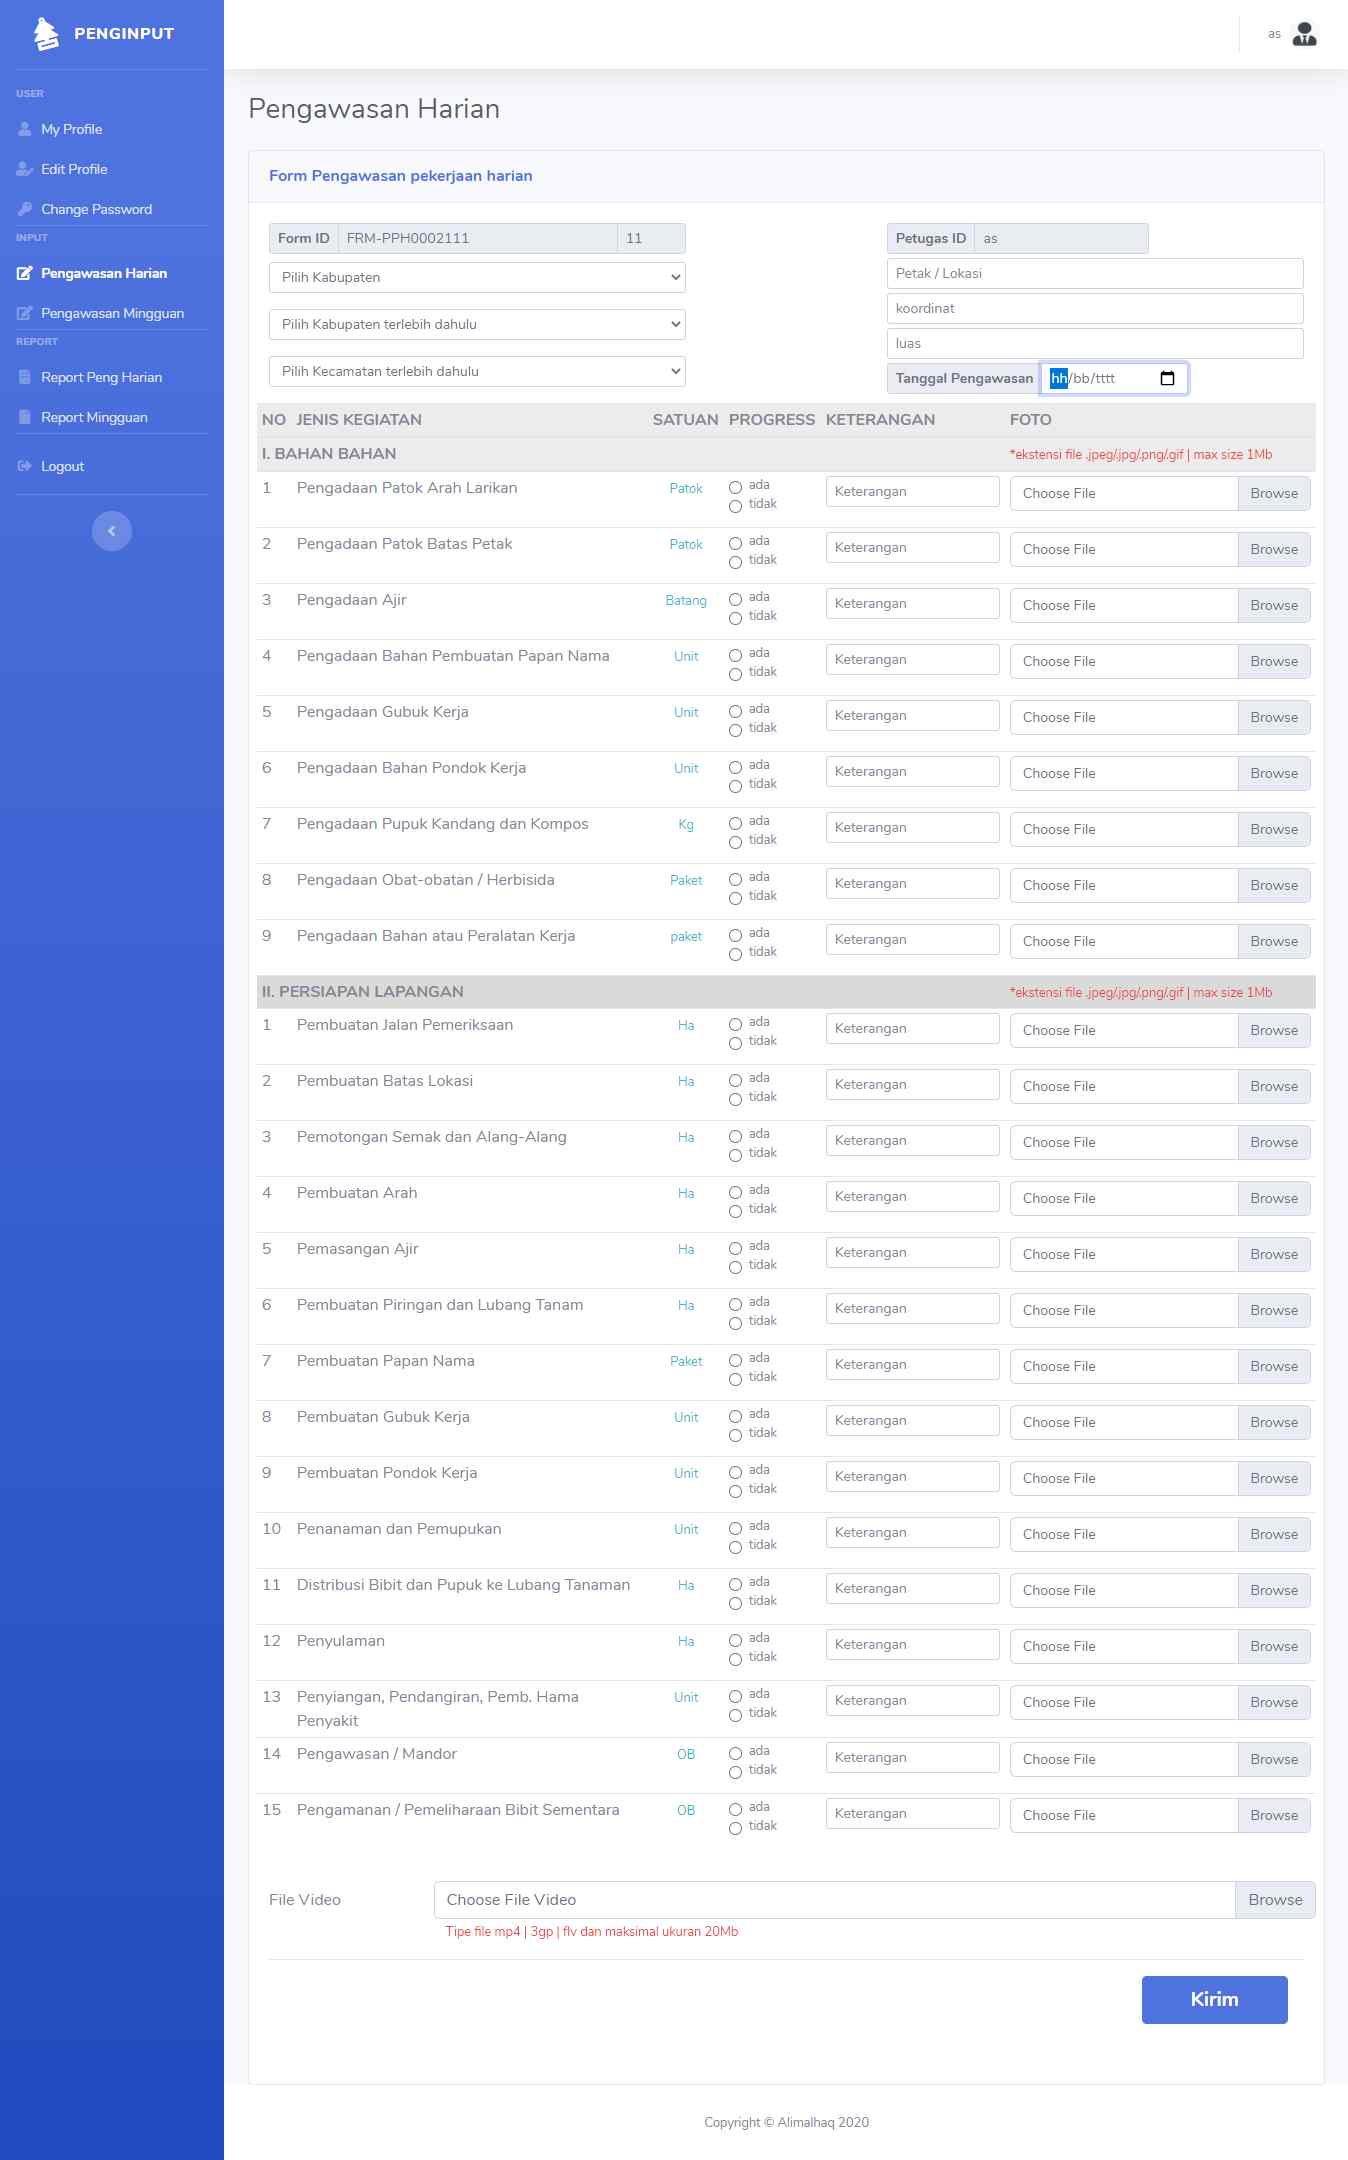 PENGINPUT
as
USER
My Profile
Edit Profile
Change Password
INPUT
Pengawasan Harian
Pengawasan Mingguan
REPORT
Report Peng Harian
Report Mingguan
Logout
Pengawasan Harian
Form Pengawasan pekerjaan harian
Form ID FRM-PPH0002111 11
Pilih Kabupaten
Pilih Kabupaten terlebih dahulu
Pilih Kecamatan terlebih dahulu
Petugas ID as
Petak / Lokasi
koordinat
luas
Tanggal Pengawasan hh/bb/tttt
NO JENIS KEGIATAN SATUAN PROGRESS KETERANGAN FOTO
I. BAHAN BAHAN *ekstensi file .jpeg/.jpg/.png/.gif | max size 1Mb
1 Pengadaan Patok Arah Larikan Patok ada Keterangan Choose File Browse
tidak
2 Pengadaan Patok Batas Petak Patok ada Keterangan Choose File Browse
tidak
3 Pengadaan Ajir Batang ada Keterangan Choose File Browse
tidak
4 Pengadaan Bahan Pembuatan Papan Nama Unit ada Keterangan Choose File Browse
tidak
5 Pengadaan Gubuk Kerja Unit ada Keterangan Choose File Browse
tidak
6 Pengadaan Bahan Pondok Kerja Unit ada Keterangan Choose File Browse
tidak
7 Pengadaan Pupuk Kandang dan Kompos Kg ada Keterangan Choose File Browse
tidak
8 Pengadaan Obat-obatan / Herbisida Paket ada Keterangan Choose File Browse
tidak
9 Pengadaan Bahan atau Peralatan Kerja paket ada Keterangan Choose File Browse
tidak
II. PERSIAPAN LAPANGAN *ekstensi file .jpeg/.jpg/.png/.gif | max size 1Mb
1 Pembuatan Jalan Pemeriksaan Ha ada Keterangan Choose File Browse
tidak
2 Pembuatan Batas Lokasi Ha ada Keterangan Choose File Browse
tidak
3 Pemotongan Semak dan Alang-Alang Ha ada Keterangan Choose File Browse
tidak
4 Pembuatan Arah Ha ada Keterangan Choose File Browse
tidak
5 Pemasangan Ajir Ha ada Keterangan Choose File Browse
tidak
6 Pembuatan Piringan dan Lubang Tanam Ha ada Keterangan Choose File Browse
tidak
7 Pembuatan Papan Nama Paket ada Keterangan Choose File Browse
tidak
8 Pembuatan Gubuk Kerja Unit ada Keterangan Choose File Browse
tidak
9 Pembuatan Pondok Kerja Unit ada Keterangan Choose File Browse
tidak
10 Penanaman dan Pemupukan Unit ada Keterangan Choose File Browse
tidak
11 Distribusi Bibit dan Pupuk ke Lubang Tanaman Ha ada Keterangan Choose File Browse
tidak
12 Penyulaman Ha ada Keterangan Choose File Browse
tidak
13 Penyiangan, Pendangiran, Pemb. Hama Unit ada Keterangan Choose File Browse
Penyakit tidak
14 Pengawasan / Mandor OB ada Keterangan Choose File Browse
tidak
15 Pengamanan / Pemeliharaan Bibit Sementara OB ada Keterangan Choose File Browse
tidak
File Video Choose File Video Browse
Tipe file mp4 | 3gp | flv dan maksimal ukuran 20Mb
Kirim
Copyright © Alimalhaq 2020